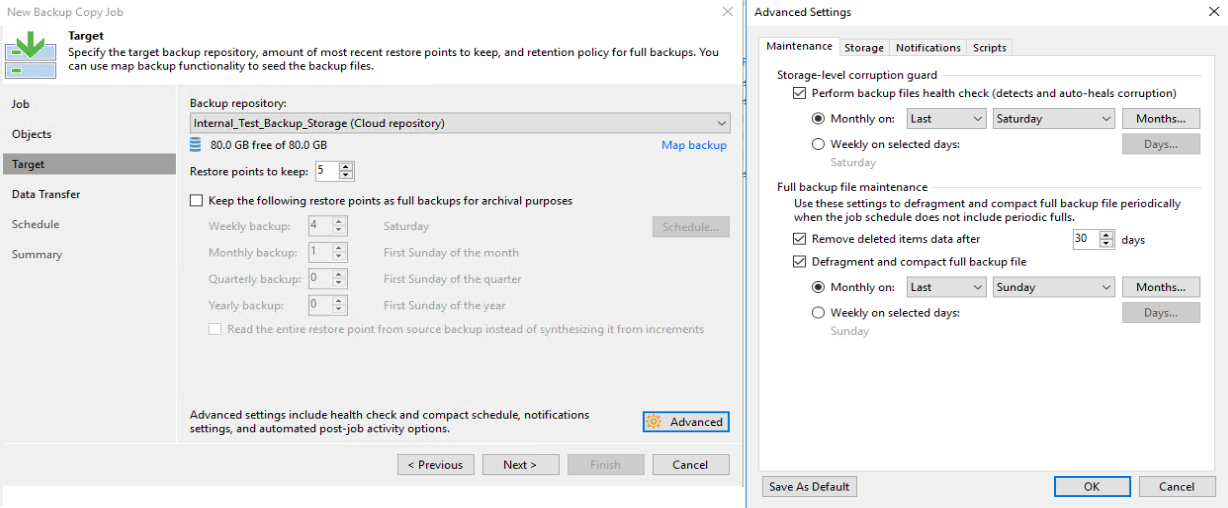 New Backup Copy Job
Target
Specify the target backup repository, amount of most recent restore points to keep, and retention policy for full backups. You
can use map backup functionality to seed the backup files.
Job
Objects
Target
Data Transfer
Schedule
Summary
Backup repository:
Internal_Test_Backup_Storage (Cloud repository)
80.0 GB free of 80.0 GB
Map backup
Restore points to keep: 5
Keep the following restore points as full backups for archival purposes
Weekly backup: 4 Saturday Schedule...
Monthly backup: 1 First Sunday of the month
Quarterly backup: 0 First Sunday of the quarter
Yearly backup: 0 First Sunday of the year
Read the entire restore point from source backup instead of synthesizing it from increments
Advanced settings include health check and compact schedule, notifications
settings, and automated post-job activity options.
Advanced
< Previous Next > Finish Cancel
Advanced Settings
Maintenance Storage Notifications Scripts
Storage-level corruption guard
Perform backup files health check (detects and auto-heals corruption)
Monthly on: Last Saturday Months...
Weekly on selected days: Days...
Saturday
Full backup file maintenance
Use these settings to defragment and compact full backup file periodically
when the job schedule does not include periodic fulls.
Remove deleted items data after 30 days
Defragment and compact full backup file
Monthly on: Last Sunday Months...
Weekly on selected days: Days...
Sunday
Save As Default OK Cancel